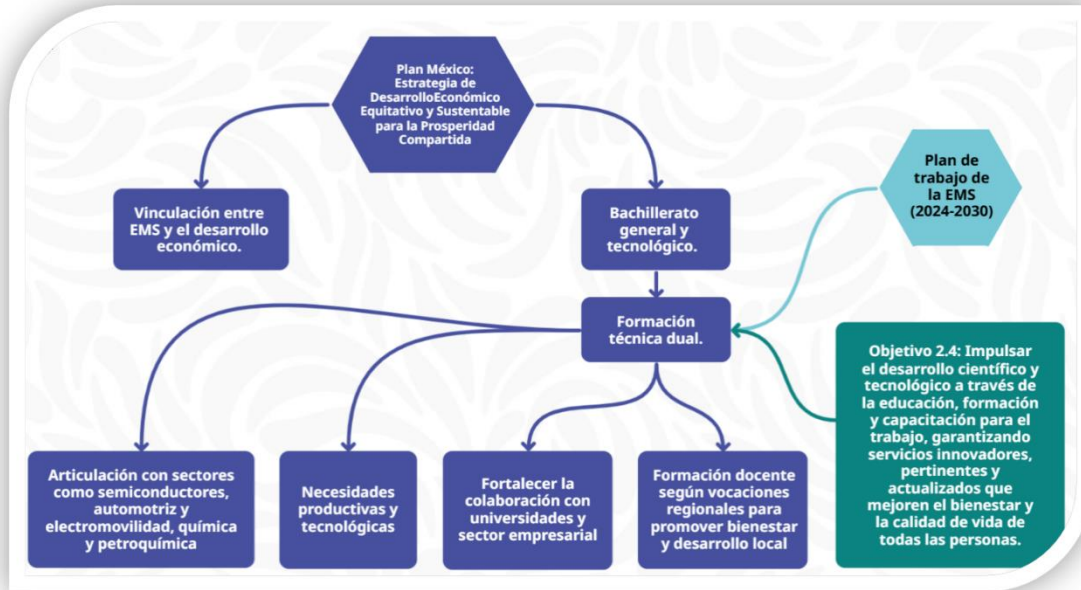 Plan México:
Estrategia de
DesarrolloEconómico
Equitativo y Sustentable
para la Prosperidad
Compartida
Plan de
trabajo de
la EMS
(2024-2030)
Vinculación entre
EMS y el desarrollo
económico.
Bachillerato
general y
tecnológico.
Formación
técnica dual.
Objetivo 2.4: Impulsar
el desarrollo científico y
tecnológico a través de
la educación, formación
y capacitación para el
trabajo, garantizando
servicios innovadores,
pertinentes y
actualizados que
mejoren el bienestar y
la calidad de vida de
todas las personas.
Articulación con sectores
como semiconductores,
automotriz y
electromovilidad, química
y petroquímica
Necesidades
productivas y
tecnológicas
Fortalecer la
colaboración con
universidades y
sector empresarial
Formación docente
según vocaciones
regionales para
promover bienestar
y desarrollo local